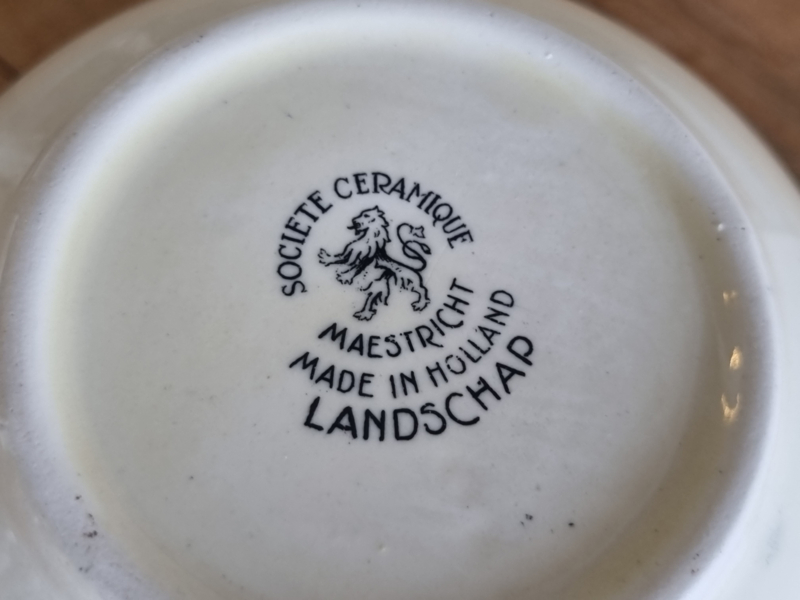 SOCIETE CERAMIQUE
MAESTRICHT
MADE IN HOLLAND
LANDSCHAP